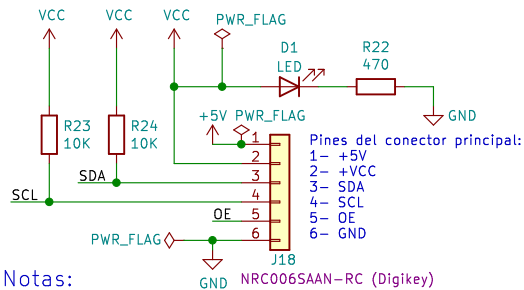 VCC VCC VCC
PWR_FLAG
D1
LED
R22
470
GND
+5V PWR_FLAG
R23
10K
R24
10K
1
2
3
4
5
6
SDA
SCL
OE
PWR_FLAG
GND
J18
NRC006SAAN-RC (Digikey)
Pines del conector principal:
1- +5V
2- +VCC
3- SDA
4- SCL
5- OE
6- GND
Notas: